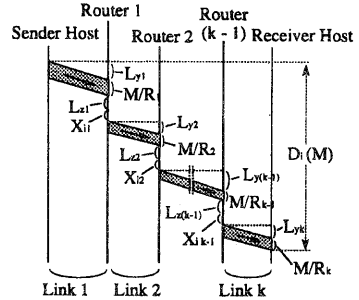 Router 1
Router
Sender Host Router 2 (k - 1) Receiver Host
Ly1
M/R1
Lz1
Xi1
Ly2
M/R2
Lz2
Xi2
Ly(k-1)
M/Rk-1
Lz(k-1)
Xi k-1
Lyk
M/Rk
Di (M)
Link 1 Link 2 Link k